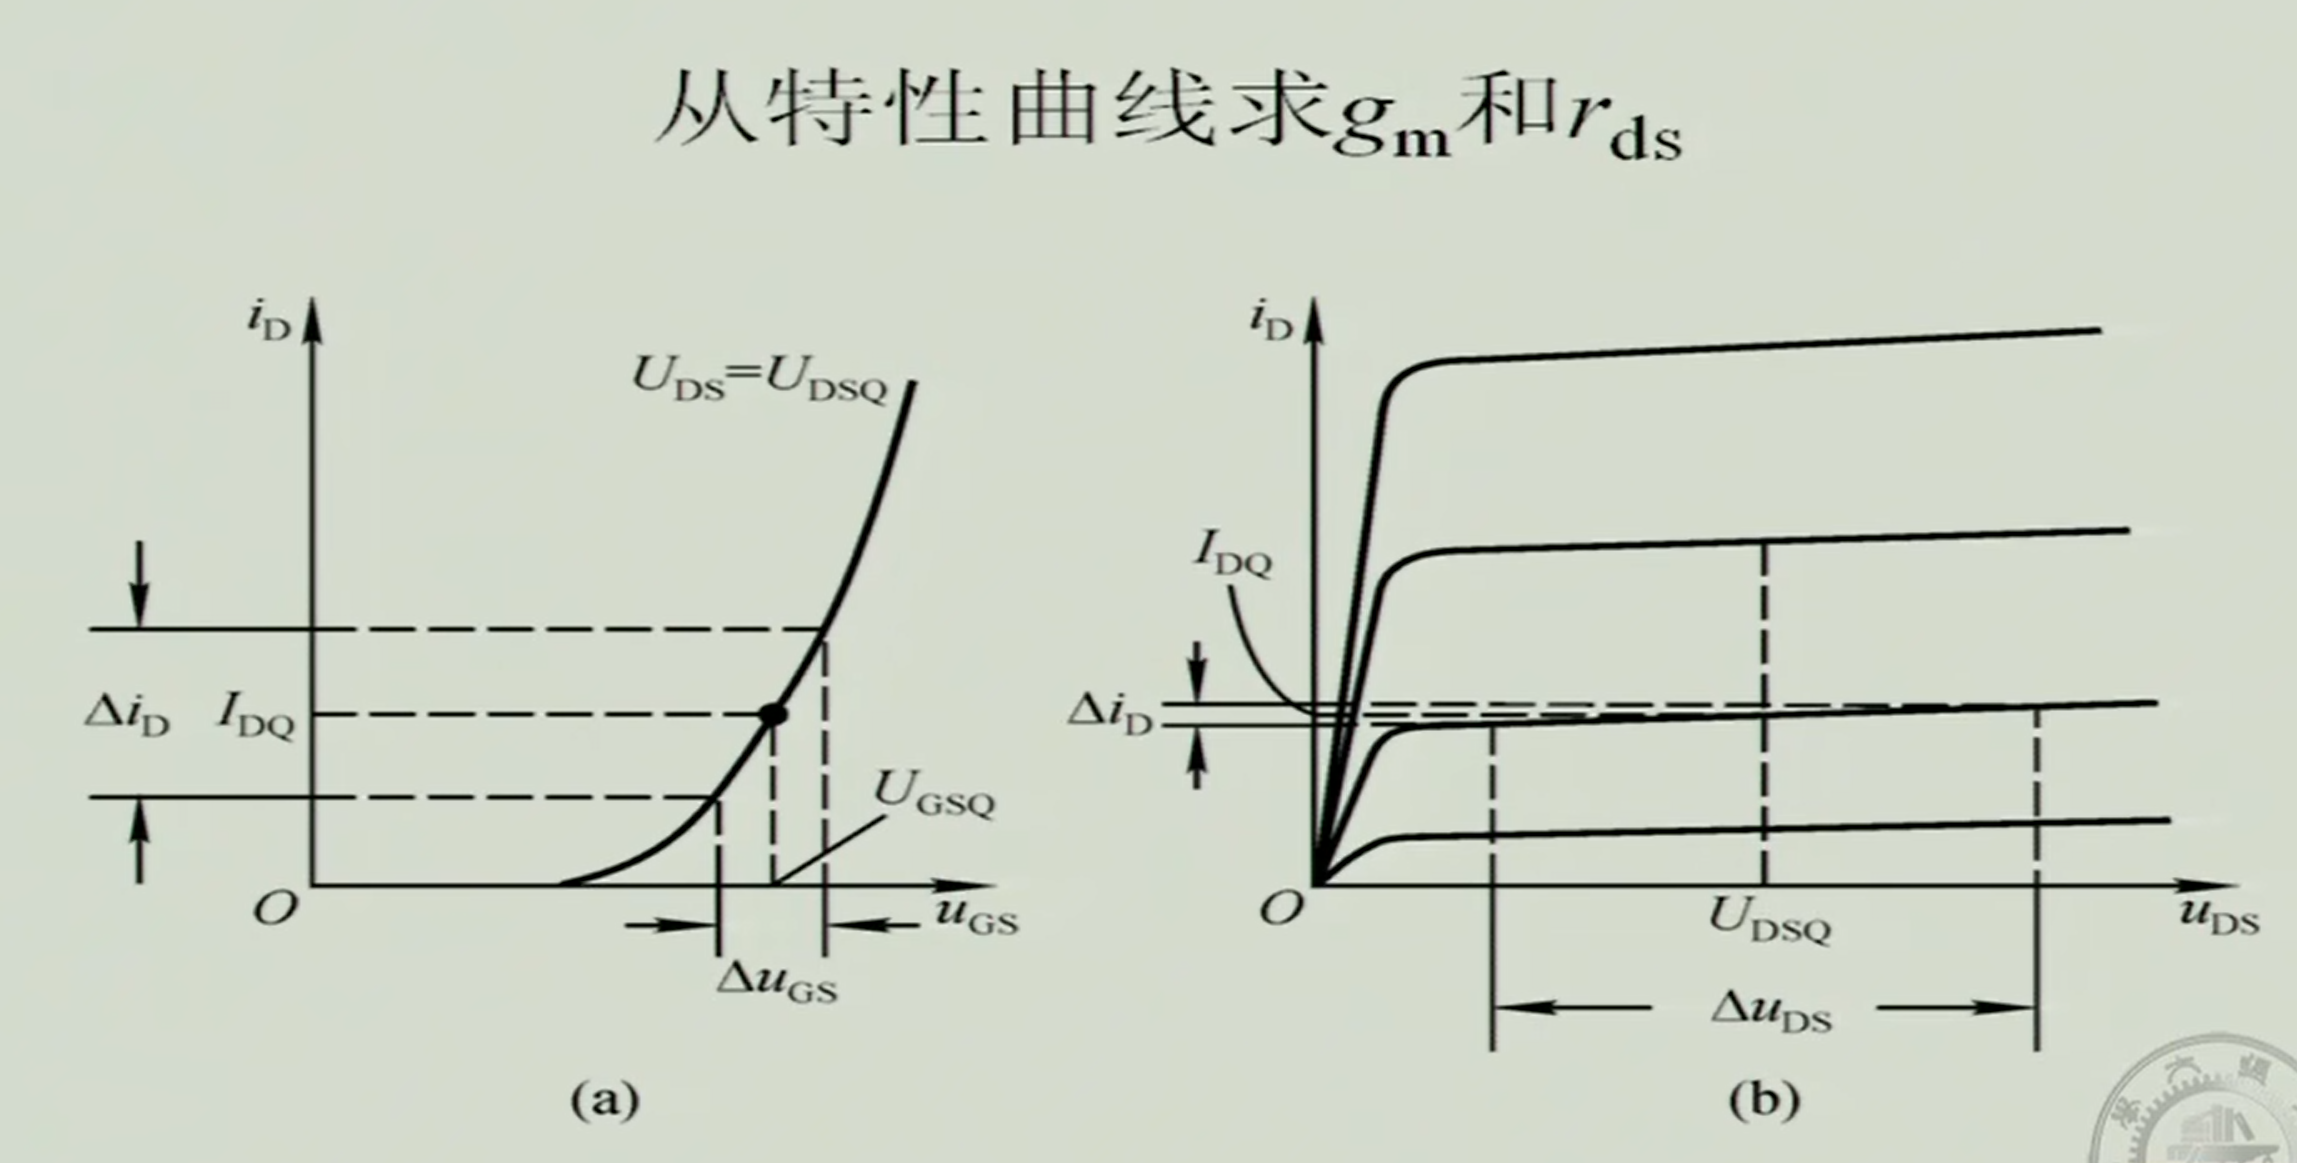 从特性曲线求gm和rds
iD
UDS=UDSQ
ΔiD
IDQ
UGSQ
O
uGS
ΔuGS
(a)
iD
IDQ
ΔiD
O
UDSQ
uDS
ΔuDS
(b)